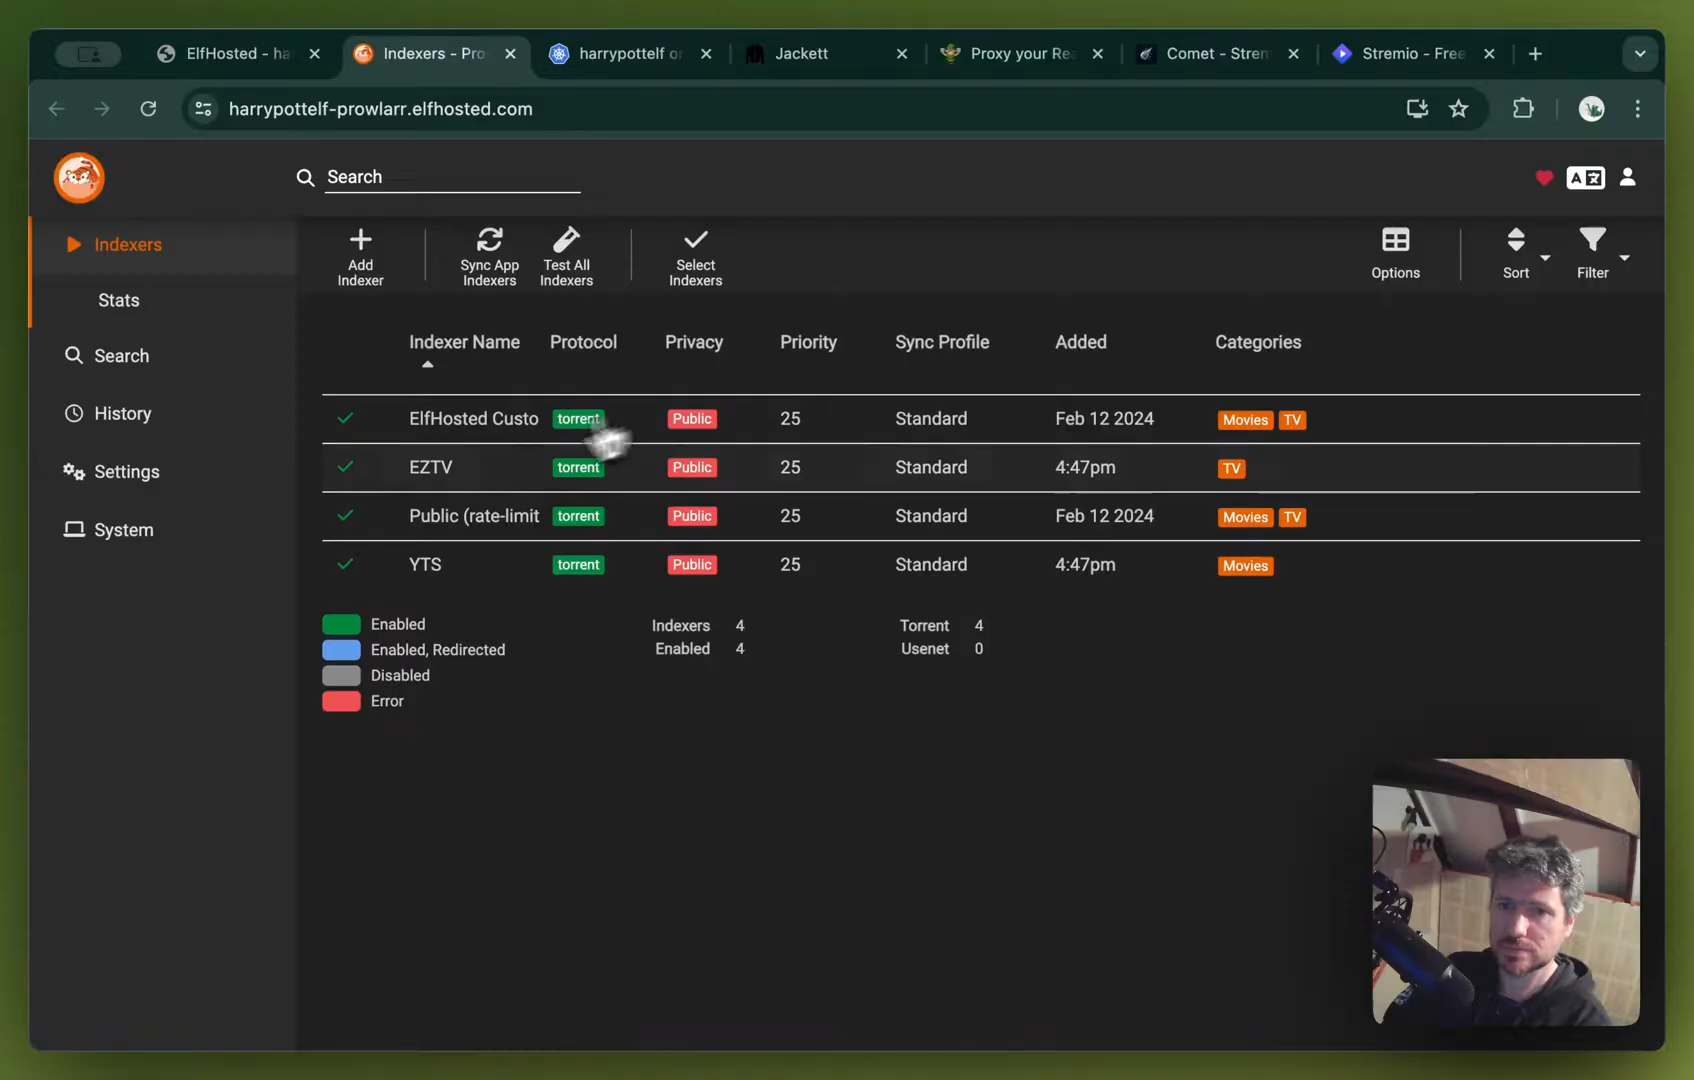 ElfHosted - ha
Indexers - Pro
harrypottelf or
Jackett
Proxy your Rea
Comet - Strem
Stremio - Free
harrypottelf-prowlarr.elfhosted.com
Search
Indexers
Stats
Search
History
Settings
System
Add Indexer
Sync App Indexers
Test All Indexers
Select Indexers
Options
Sort
Filter
Indexer Name Protocol Privacy Priority Sync Profile Added Categories
ElfHosted Custo torrent Public 25 Standard Feb 12 2024 Movies TV
EZTV torrent Public 25 Standard 4:47pm TV
Public (rate-limit torrent Public 25 Standard Feb 12 2024 Movies TV
YTS torrent Public 25 Standard 4:47pm Movies
Enabled
Enabled, Redirected
Disabled
Error
Indexers 4
Enabled 4
Torrent 4
Usenet 0